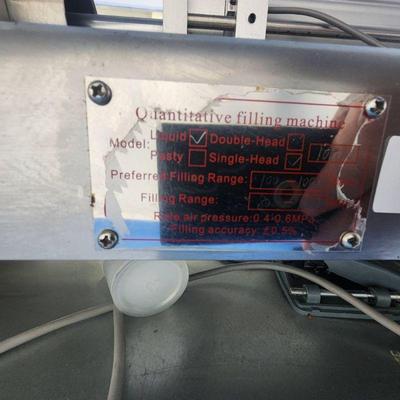 Quantitative filling machine
Model: Liquid Double-Head
Pasty Single-Head
Preferred Filling Range:
Filling Range:
Rate air pressure:0.4-0.6MPa
Filling accuracy: ±0.5%